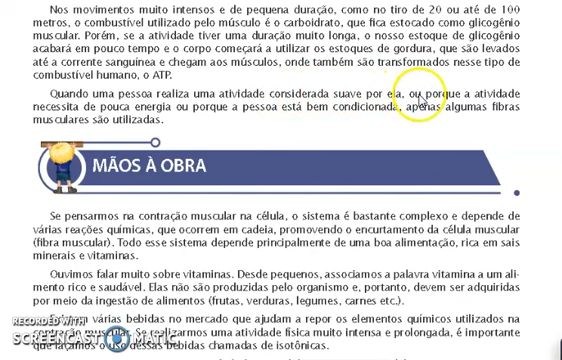 Nos movimentos muito intensos e de pequena duração, como no tiro de 20 ou até de 100
metros, o combustível utilizado pelo músculo é o carboidrato, que fica estocado como glicogênio
muscular. Porém, se a atividade tiver uma duração muito longa, o nosso estoque de glicogênio
acabará em pouco tempo e o corpo começará a utilizar os estoques de gordura, que são levados
até a corrente sanguínea e chegam aos músculos, onde também são transformados nesse tipo de
combustível humano, o ATP.
Quando uma pessoa realiza uma atividade considerada suave por ela, ou porque a atividade
necessita de pouca energia ou porque a pessoa está bem condicionada, apenas algumas fibras
musculares são utilizadas.
MÃOS À OBRA
Se pensarmos na contração muscular na célula, o sistema é bastante complexo e depende de
várias reações químicas, que ocorrem em cadeia, promovendo o encurtamento da célula muscular
(fibra muscular). Todo esse sistema depende principalmente de uma boa alimentação, rica em sais
minerais e vitaminas.
Ouvimos falar muito sobre vitaminas. Desde pequenos, associamos a palavra vitamina a um ali-
mento rico e saudável. Elas não são produzidas pelo organismo e, portanto, devem ser adquiridas
por meio da ingestão de alimentos (frutas, verduras, legumes, carnes etc.).
várias bebidas no mercado que ajudam a repor os elementos químicos utilizados na
RECORDED WITH
SCREENCAST MATIC
muscular. Se realizarmos uma atividade física muito intensa e prolongada, é importante
que façamos o uso dessas bebidas chamadas de isotônicas.